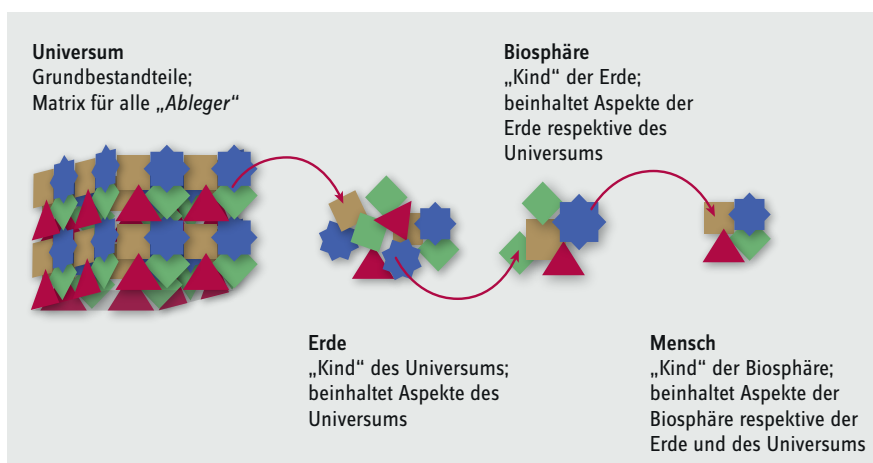 Universum
Grundbestandteile;
Matrix für alle „Ableger“
Biosphäre
„Kind“ der Erde;
beinhaltet Aspekte der
Erde respektive des
Universums
Erde
„Kind“ des Universums;
beinhaltet Aspekte des
Universums
Mensch
„Kind“ der Biosphäre;
beinhaltet Aspekte der
Biosphäre respektive der
Erde und des Universums